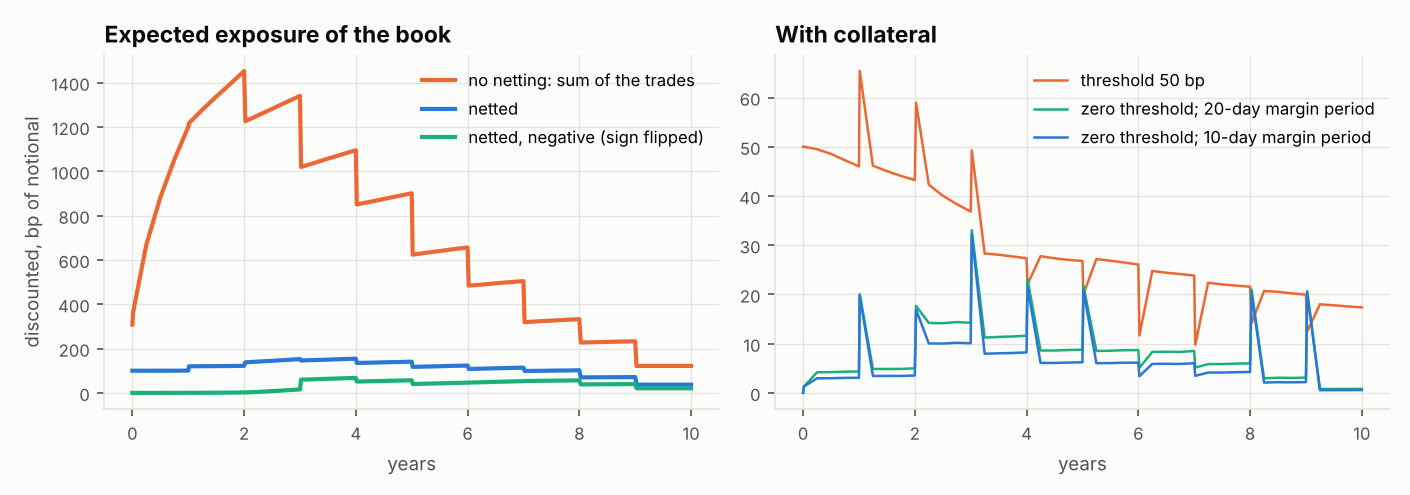 Expected exposure of the book
discounted, bp of notional
1400
1200
1000
800
600
400
200
0
no netting: sum of the trades
netted
netted, negative (sign flipped)
0 2 4 6 8 10
years
With collateral
60
50
40
30
20
10
0
threshold 50 bp
zero threshold; 20-day margin period
zero threshold; 10-day margin period
0 2 4 6 8 10
years